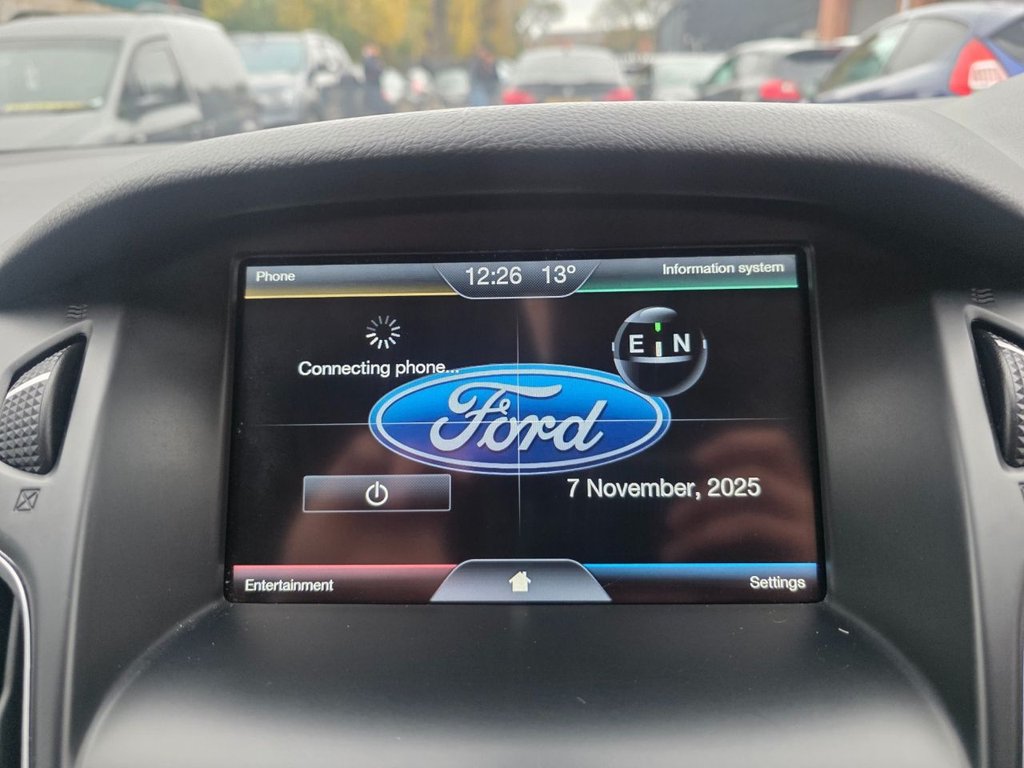 Phone
12:26 13°
Information system
Connecting phone...
E N
Ford
7 November, 2025
Entertainment
Settings